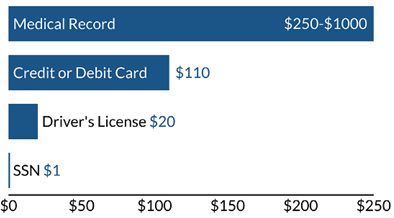 Medical Record $250-$1000
Credit or Debit Card $110
Driver's License $20
SSN $1
$0 $50 $100 $150 $200 $250